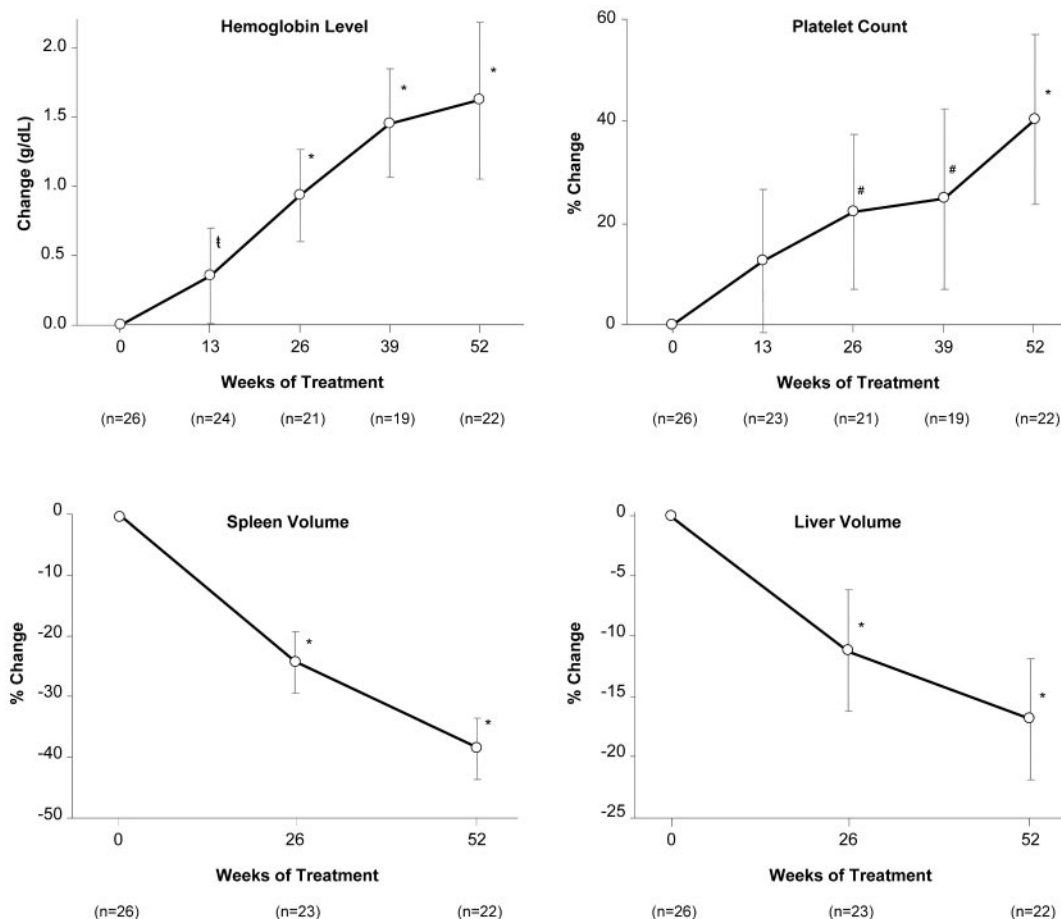 Hemoglobin Level
Change (g/dL)
2.0
1.5
1.0
0.5
0.0
*
*
*
0 13 26 39 52
Weeks of Treatment
(n=26) (n=24) (n=21) (n=19) (n=22)
Platelet Count
% Change
60
40
20
0
*
#
#
0 13 26 39 52
Weeks of Treatment
(n=26) (n=23) (n=21) (n=19) (n=22)
Spleen Volume
% Change
0
-10
-20
-30
-40
-50
*
*
0 26 52
Weeks of Treatment
(n=26) (n=23) (n=22)
Liver Volume
% Change
0
-5
-10
-15
-20
-25
*
*
0 26 52
Weeks of Treatment
(n=26) (n=23) (n=22)